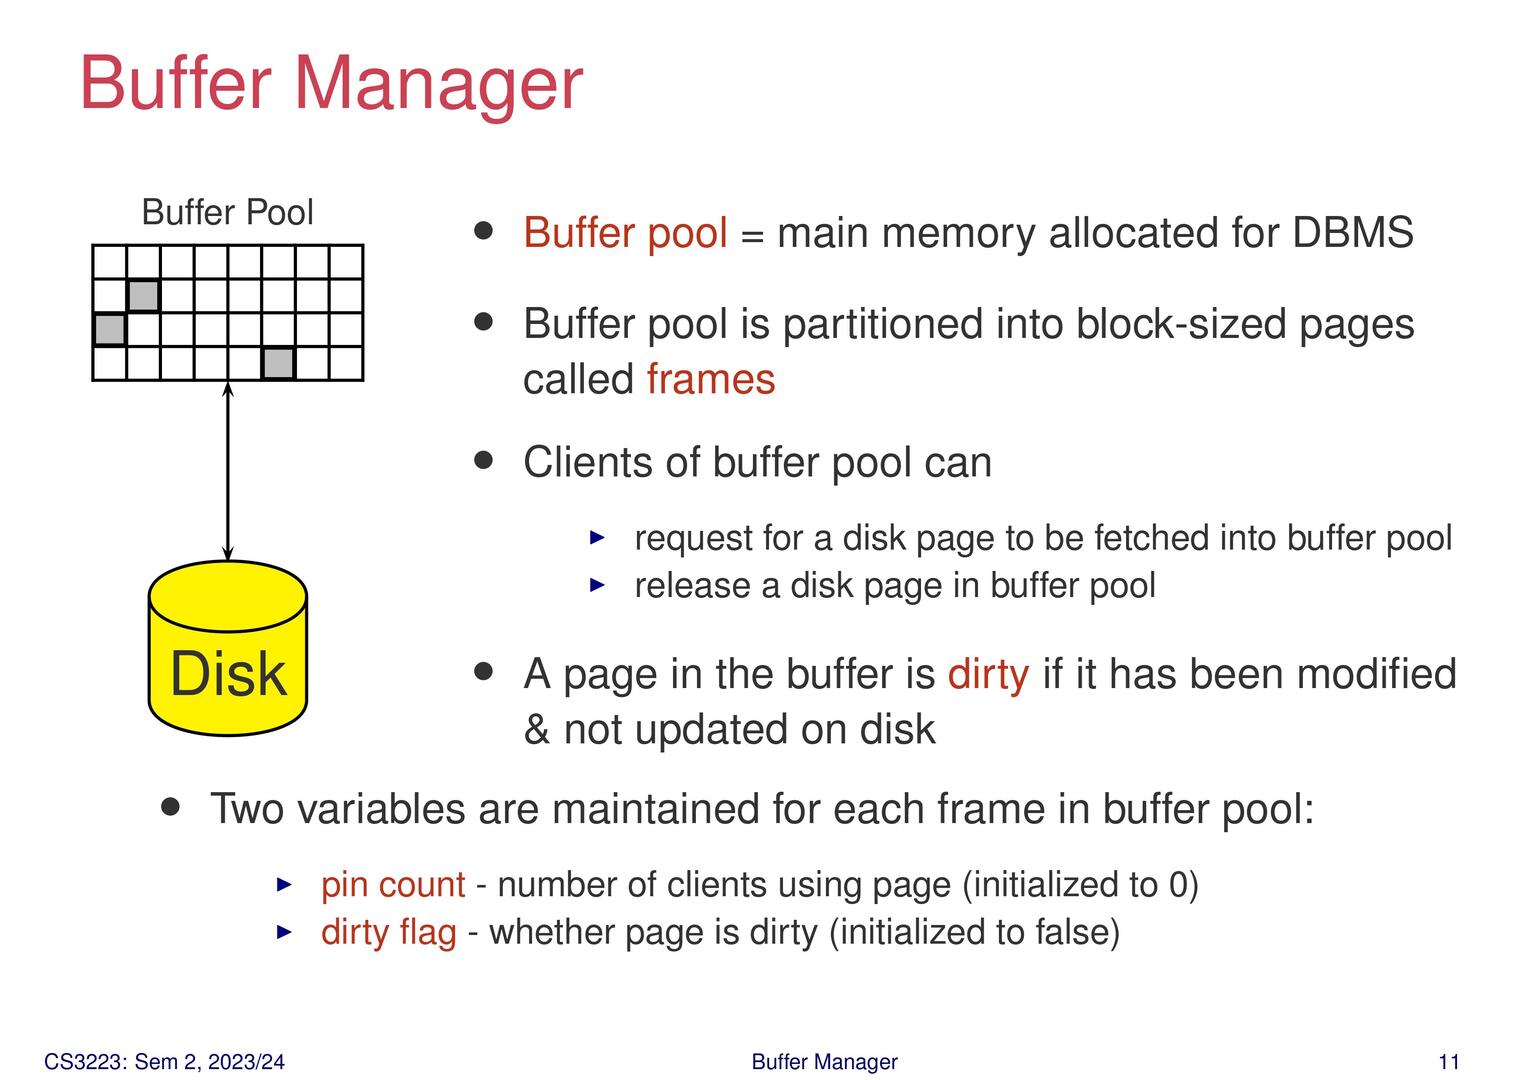 Buffer Manager
Buffer Pool
Disk
• Buffer pool = main memory allocated for DBMS
• Buffer pool is partitioned into block-sized pages
called frames
• Clients of buffer pool can
▶ request for a disk page to be fetched into buffer pool
▶ release a disk page in buffer pool
• A page in the buffer is dirty if it has been modified
& not updated on disk
• Two variables are maintained for each frame in buffer pool:
▶ pin count - number of clients using page (initialized to 0)
▶ dirty flag - whether page is dirty (initialized to false)
CS3223: Sem 2, 2023/24
Buffer Manager
11